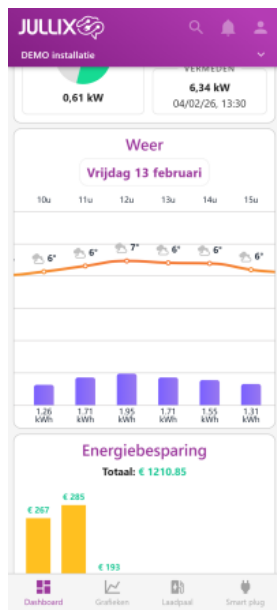 JULLIX
DEMO installatie
VERMEDEN
0,61 kW
6,34 kW
04/02/26, 13:30
Weer
Vrijdag 13 februari
10u 11u 12u 13u 14u 15u
6° 6° 7° 6° 6° 6°
1.26 1.71 1.95 1.71 1.55 1.31
kWh kWh kWh kWh kWh kWh
Energiebesparing
Totaal: € 1210.85
€ 267 € 285
€ 193
Dashboard Grafieken Laadpaal Smart plug